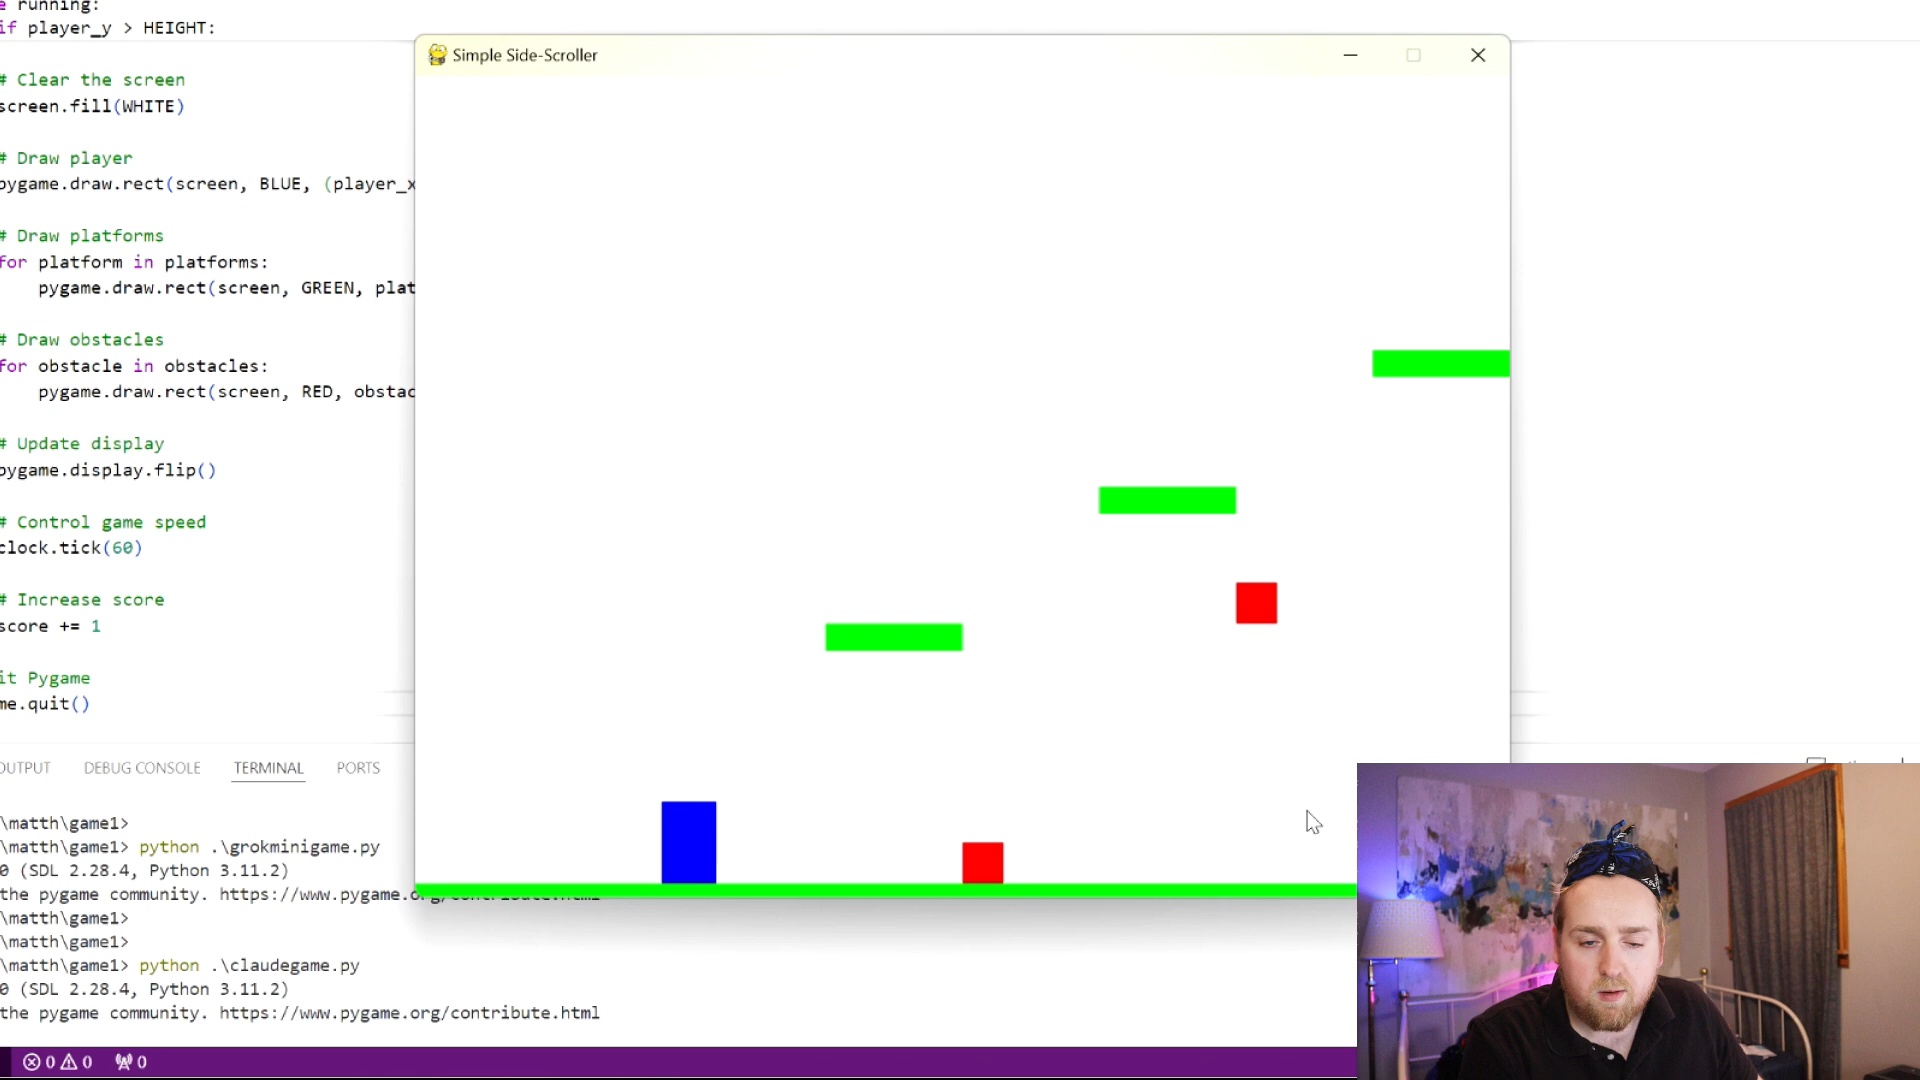 e running:
if player_y > HEIGHT:
Simple Side-Scroller
# Clear the screen
screen.fill(WHITE)
# Draw player
pygame.draw.rect(screen, BLUE, (player_x
# Draw platforms
for platform in platforms:
pygame.draw.rect(screen, GREEN, plat
# Draw obstacles
for obstacle in obstacles:
pygame.draw.rect(screen, RED, obstac
# Update display
pygame.display.flip()
# Control game speed
clock.tick(60)
# Increase score
score += 1
it Pygame
me.quit()
OUTPUT DEBUG CONSOLE TERMINAL PORTS
\matth\game1>
\matth\game1> python .\grokminigame.py
0 (SDL 2.28.4, Python 3.11.2)
the pygame community. https://www.pygame.org/contribute.html
\matth\game1>
\matth\game1>
\matth\game1> python .\claudegame.py
0 (SDL 2.28.4, Python 3.11.2)
the pygame community. https://www.pygame.org/contribute.html
0 0 0